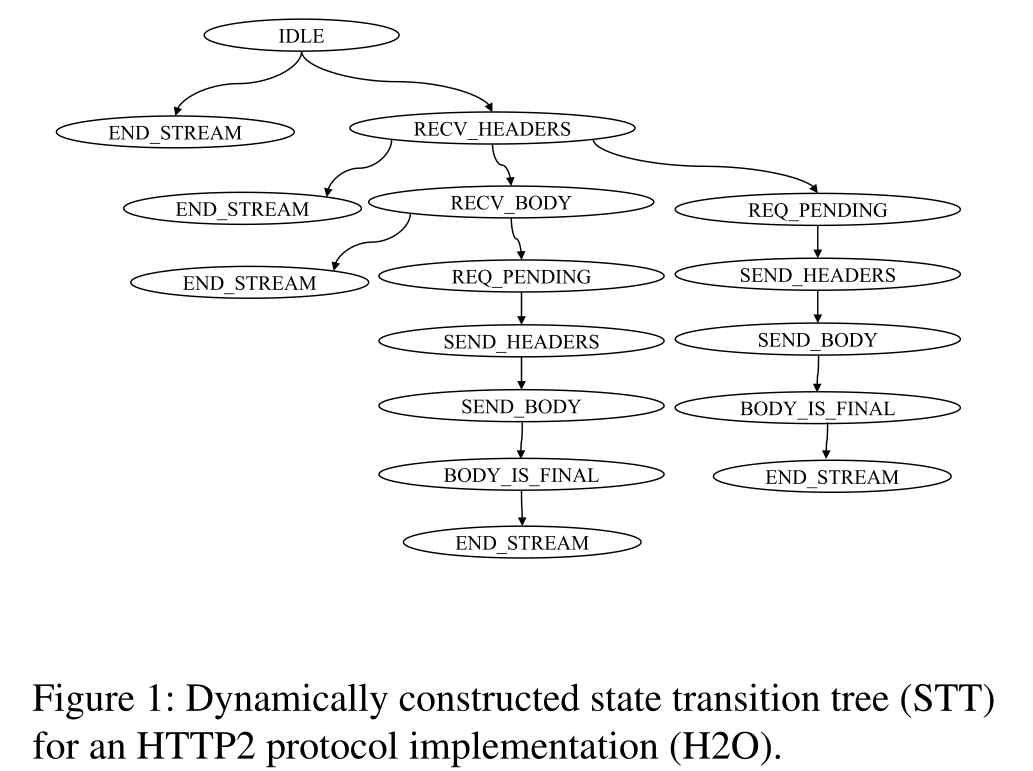 IDLE
END_STREAM
RECV_HEADERS
END_STREAM
RECV_BODY
REQ_PENDING
END_STREAM
REQ_PENDING
SEND_HEADERS
SEND_HEADERS
SEND_BODY
SEND_BODY
BODY_IS_FINAL
BODY_IS_FINAL
END_STREAM
END_STREAM
Figure 1: Dynamically constructed state transition tree (STT)
for an HTTP2 protocol implementation (H2O).